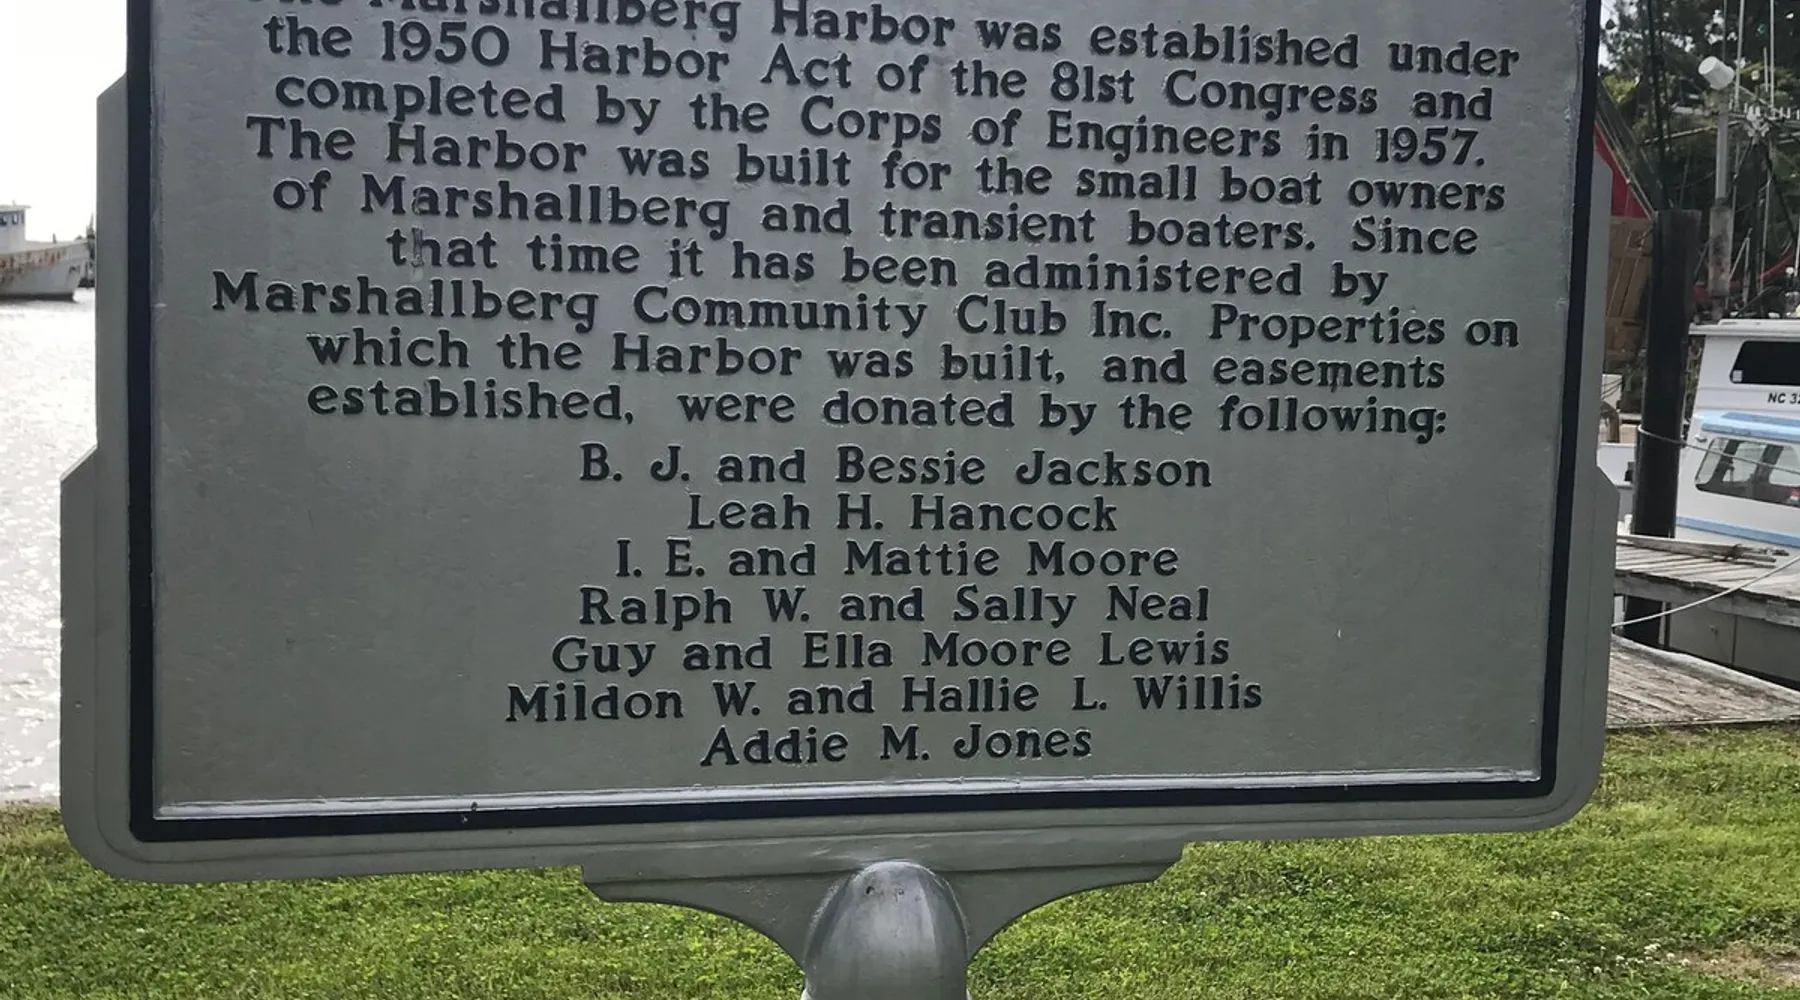 The Marshallberg Harbor was established under
the 1950 Harbor Act of the 81st Congress and
completed by the Corps of Engineers in 1957.
The Harbor was built for the small boat owners
of Marshallberg and transient boaters. Since
that time it has been administered by
Marshallberg Community Club Inc. Properties on
which the Harbor was built, and easements
established, were donated by the following:
B. J. and Bessie Jackson
Leah H. Hancock
I. E. and Mattie Moore
Ralph W. and Sally Neal
Guy and Ella Moore Lewis
Mildon W. and Hallie L. Willis
Addie M. Jones
NC